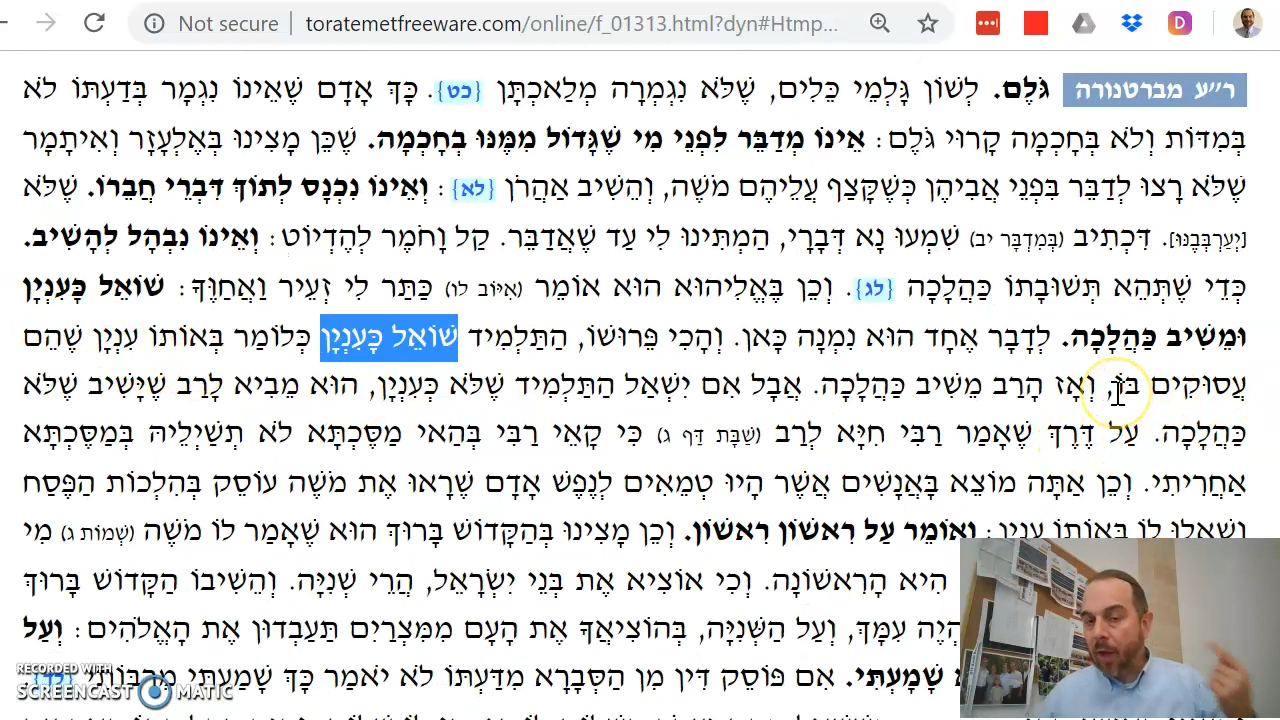 Not secure toratemetfreeware.com/online/f_01313.html?dyn#Htmp...
ר״ע מברטנורה גֹּלֶם. לְשׁוֹן גָּלְמֵי כֵלִים, שֶׁלֹּא נִגְמְרָה מְלַאכְתָּן {כט}. כָּךְ אָדָם שֶׁאֵינוֹ נִגְמָר בְּדַעְתּוֹ לֹא
בְּמִדּוֹת וְלֹא בְּחָכְמָה קָרוּי גֹּלֶם: אֵינוֹ מְדַבֵּר לִפְנֵי מִי שֶׁגָּדוֹל מִמֶּנּוּ בְחָכְמָה. שֶׁכֵּן מָצִינוּ בְּאֶלְעָזָר וְאִיתָמָר
שֶׁלֹּא רָצוּ לְדַבֵּר בִּפְנֵי אֲבִיהֶן כְּשֶׁקָּצַף עֲלֵיהֶם מֹשֶׁה, וְהֵשִׁיב אַהֲרֹן {לא}: וְאֵינוֹ נִכְנָס לְתוֹךְ דִּבְרֵי חֲבֵרוֹ. שֶׁלֹּא
[יְעַרְבְּבֶנּוּ]. דִּכְתִיב (בְּמִדְבָּר יב) שִׁמְעוּ נָא דְּבָרָי, הַמְתִּינוּ לִי עַד שֶׁאֲדַבֵּר. קַל וָחֹמֶר לְהֶדְיוֹט: וְאֵינוֹ נִבְהָל לְהָשִׁיב.
כְּדֵי שֶׁתְּהֵא תְּשׁוּבָתוֹ כַּהֲלָכָה {לג}. וְכֵן בֶּאֱלִיהוּא הוּא אוֹמֵר (אִיּוֹב לו) כַּתַּר לִי זְעֵיר וַאֲחַוֶּךָּ: שׁוֹאֵל כָּעִנְיָן
וּמֵשִׁיב כַּהֲלָכָה. לְדָבָר אֶחָד הוּא נִמְנָה כָּאן. וְהָכִי פֵּרוּשׁוֹ, הַתַּלְמִיד שׁוֹאֵל כָּעִנְיָן כְּלוֹמַר בְּאוֹתוֹ עִנְיָן שֶׁהֵם
עֲסוּקִים בּוֹ, וְאָז הָרַב מֵשִׁיב כַּהֲלָכָה. אֲבָל אִם יִשְׁאַל הַתַּלְמִיד שֶׁלֹּא כְּעִנְיָן, הוּא מֵבִיא לָרַב שֶׁיָּשִׁיב שֶׁלֹּא
כַּהֲלָכָה. עַל דֶּרֶךְ שֶׁאָמַר רַבִּי חִיָּא לְרַב (שַׁבָּת דַּף ג) כִּי קָאֵי רַבִּי בְּהַאי מַסֶּכְתָּא לֹא תְשַׁיְלֵיהּ בְּמַסֶּכְתָּא
אַחֲרִיתִי. וְכֵן אַתָּה מוֹצֵא בָּאֲנָשִׁים אֲשֶׁר הָיוּ טְמֵאִים לְנֶפֶשׁ אָדָם שֶׁרָאוּ אֶת מֹשֶׁה עוֹסֵק בְּהִלְכוֹת הַפֶּסַח
וְשָׁאֲלוּ לוֹ בְּאוֹתוֹ עִנְיָן: וְאוֹמֵר עַל רִאשׁוֹן רִאשׁוֹן. וְכֵן מָצִינוּ בְּהַקָּדוֹשׁ בָּרוּךְ הוּא שֶׁאָמַר לוֹ מֹשֶׁה (שְׁמוֹת ג) מִי
הִיא הָרִאשׁוֹנָה. וְכִי אוֹצִיא אֶת בְּנֵי יִשְׂרָאֵל, הֲרֵי שְׁנִיָּה. וְהֵשִׁיבוֹ הַקָּדוֹשׁ בָּרוּךְ
עִמָּךְ, וְעַל הַשְּׁנִיָּה, בְּהוֹצִיאֲךָ אֶת הָעָם מִמִּצְרַיִם תַּעַבְדוּן אֶת הָאֱלֹהִים: וְעַל
שָׁמָעְתִּי. אִם פּוֹסֵק דִּין מִן הַסְּבָרָא מִדַּעְתּוֹ לֹא יֹאמַר כָּךְ שָׁמַעְתִּי מֵרַבּוֹתַי {לד}.
RECORDED WITH
SCREENCAST MATIC